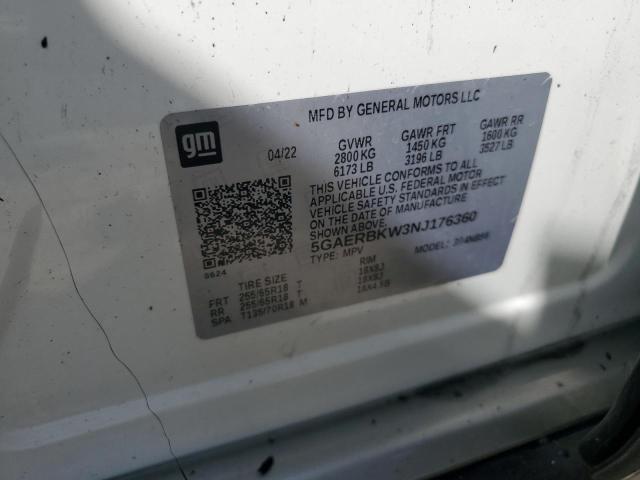 MFD BY GENERAL MOTORS LLC
gm
04/22 GVWR GAWR FRT GAWR RR
2800 KG 1450 KG 1600 KG
6173 LB 3196 LB 3527 LB
THIS VEHICLE CONFORMS TO ALL
APPLICABLE U.S. FEDERAL MOTOR
VEHICLE SAFETY STANDARDS IN EFFECT
ON THE DATE OF MANUFACTURE
SHOWN ABOVE.
5GAERBKW3NJ176360
TYPE: MPV MODEL:
S624
TIRE SIZE RIM
FRT 255/65R18 T 18X8J
RR 255/65R18 T 18X8J
SPA T135/70R18 M 18X4.5B